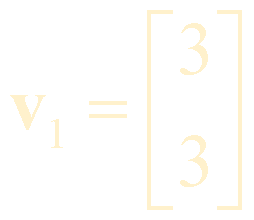 v₁ = [3
3]